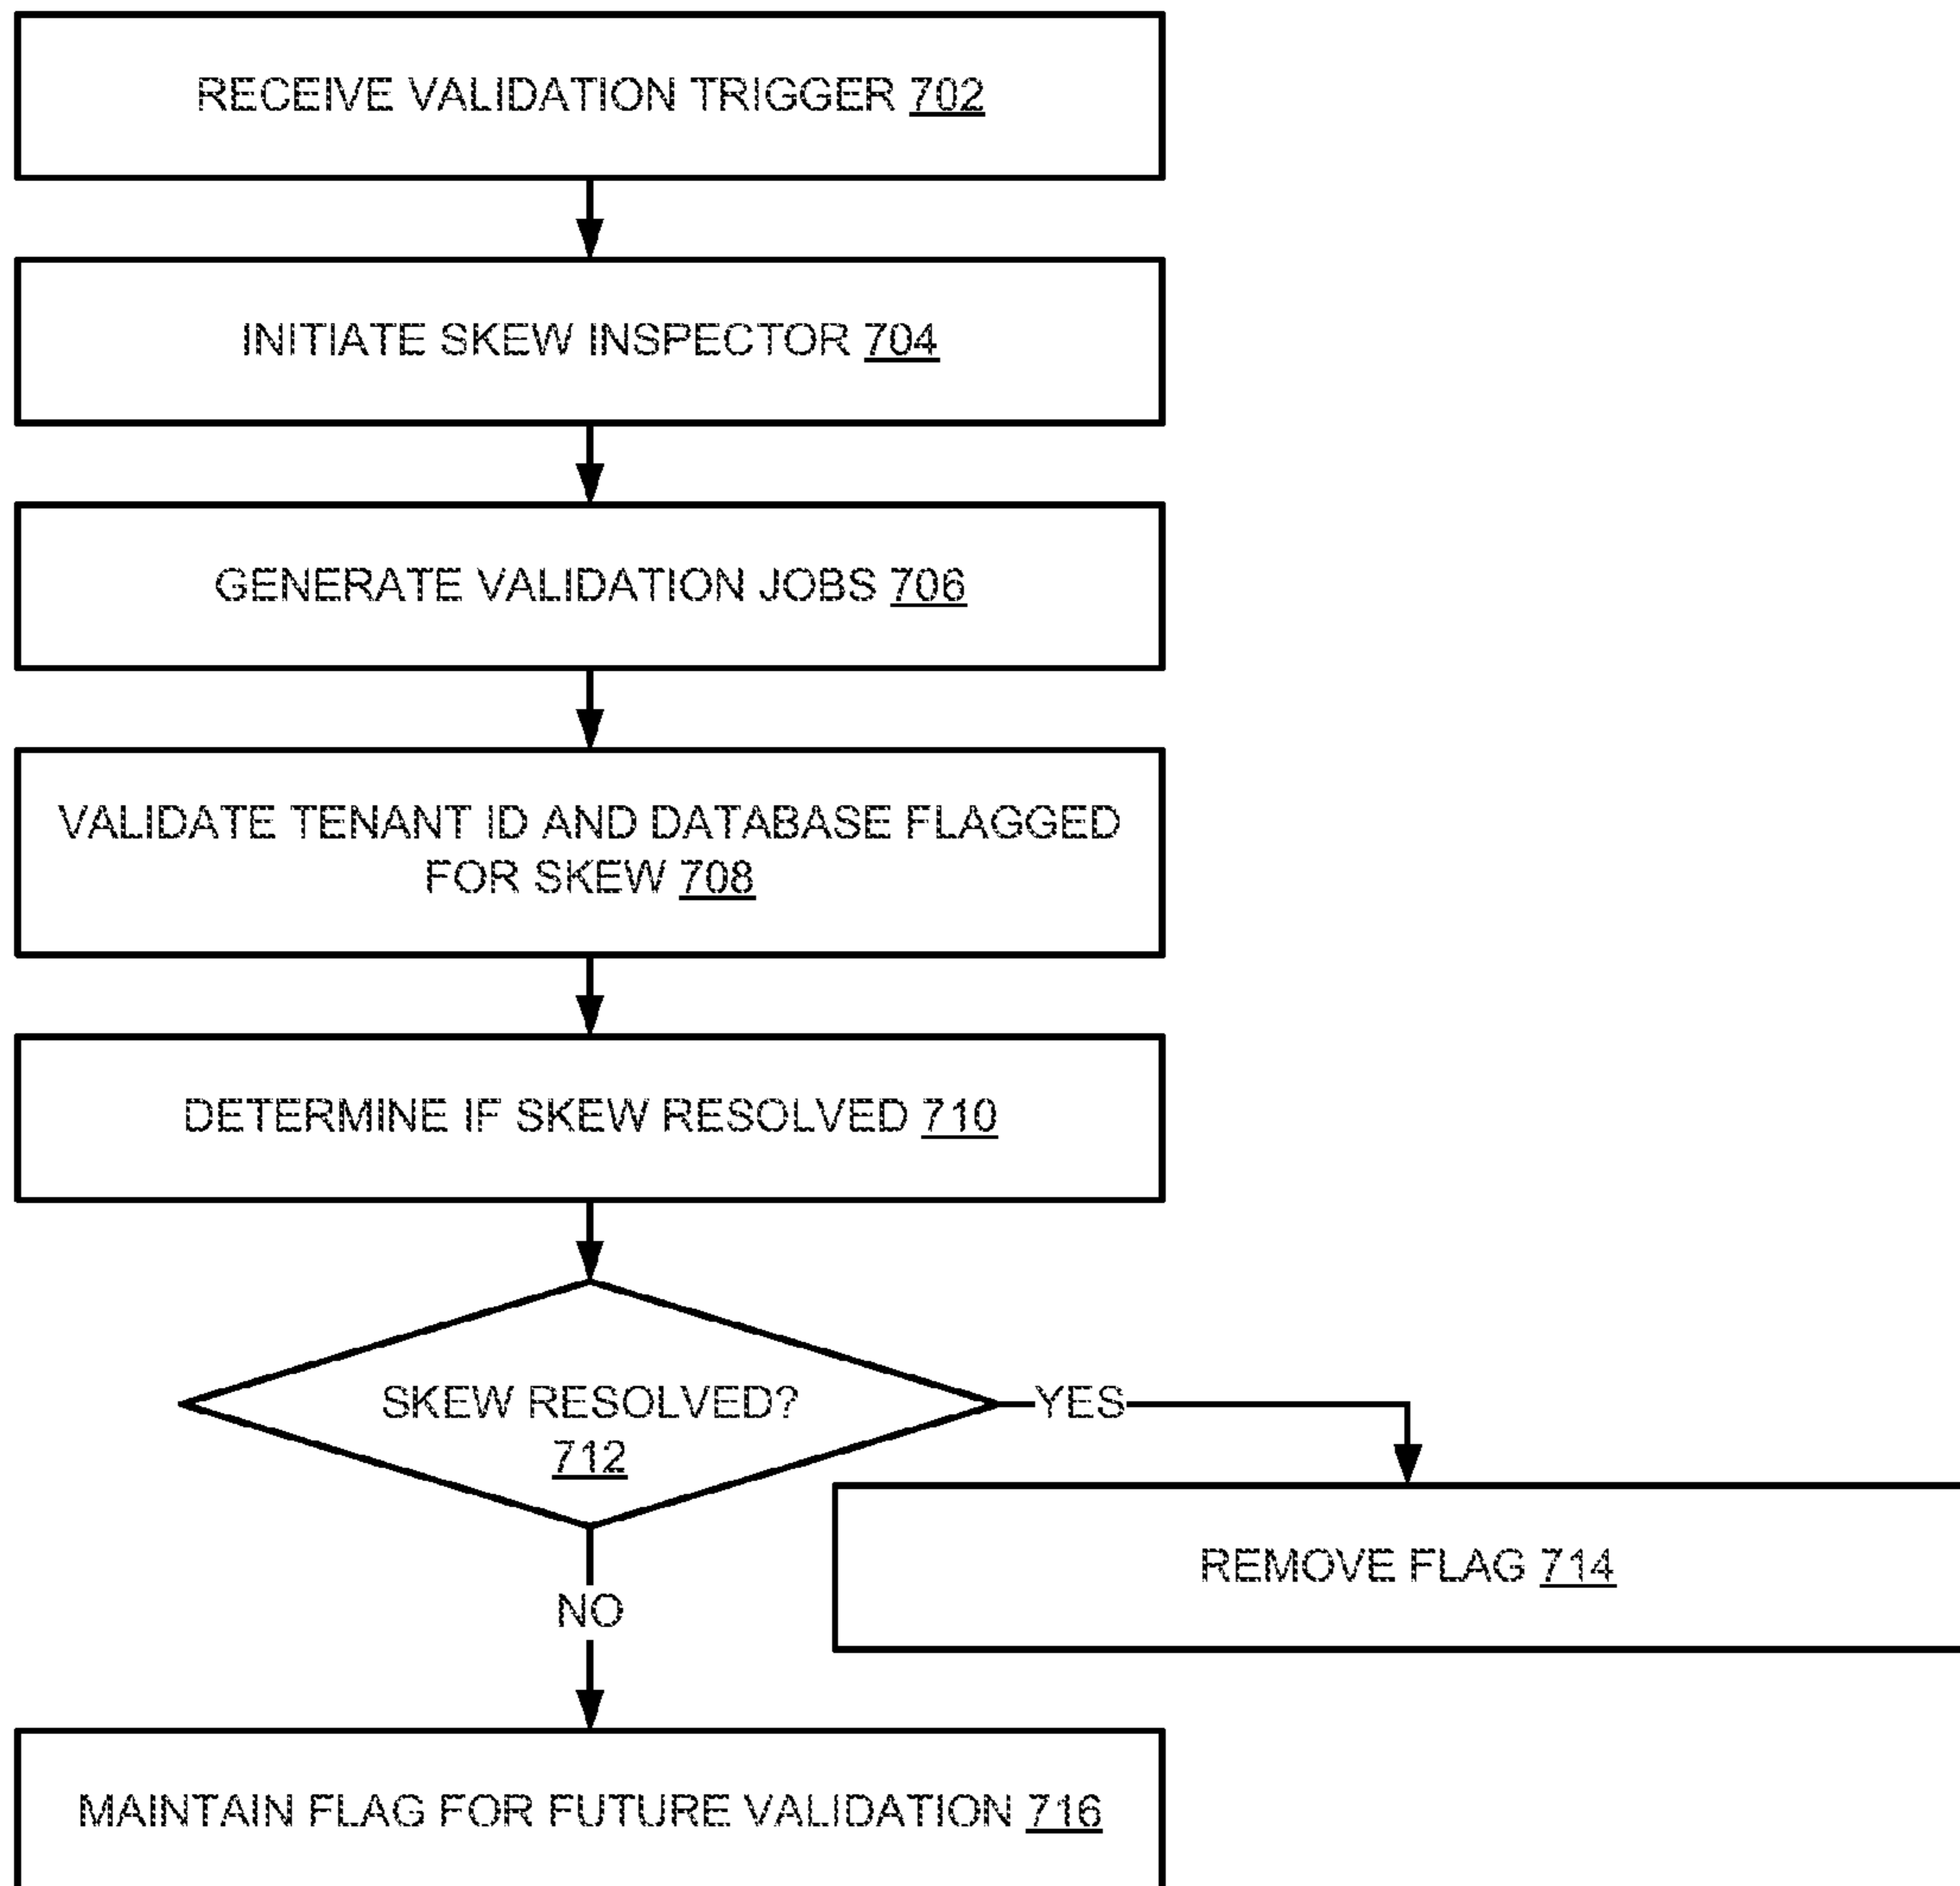 RECEIVE VALIDATION TRIGGER 702
INITIATE SKEW INSPECTOR 704
GENERATE VALIDATION JOBS 706
VALIDATE TENANT ID AND DATABASE FLAGGED
FOR SKEW 708
DETERMINE IF SKEW RESOLVED 710
SKEW RESOLVED?
712
YES
REMOVE FLAG 714
NO
MAINTAIN FLAG FOR FUTURE VALIDATION 716